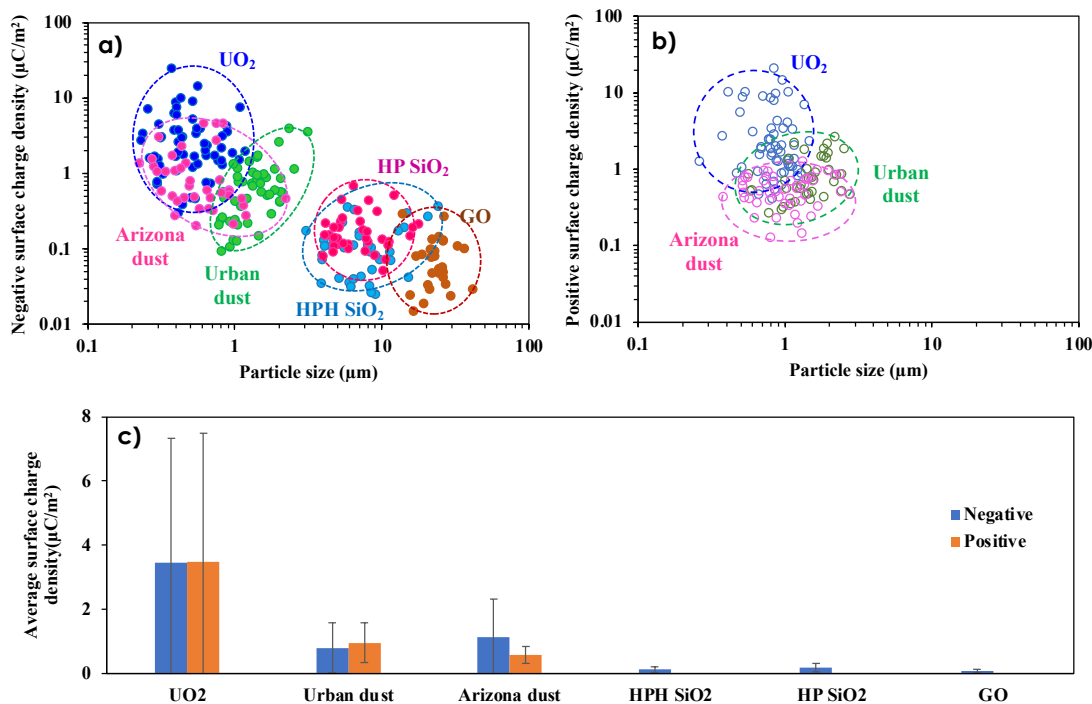 a)
Negative surface charge density (µC/m²)
100
10
1
0.1
0.01
UO₂
HP SiO₂
GO
Arizona
dust
Urban
dust
HPH SiO₂
0.1
1
10
100
Particle size (µm)
b)
Positive surface charge density (µC/m²)
100
10
1
0.1
0.01
UO₂
Urban
dust
Arizona
dust
0.1
1
10
100
Particle size (µm)
c)
Average surface charge
density(µC/m²)
8
6
4
2
0
Negative
Positive
UO2
Urban dust
Arizona dust
HPH SiO2
HP SiO2
GO